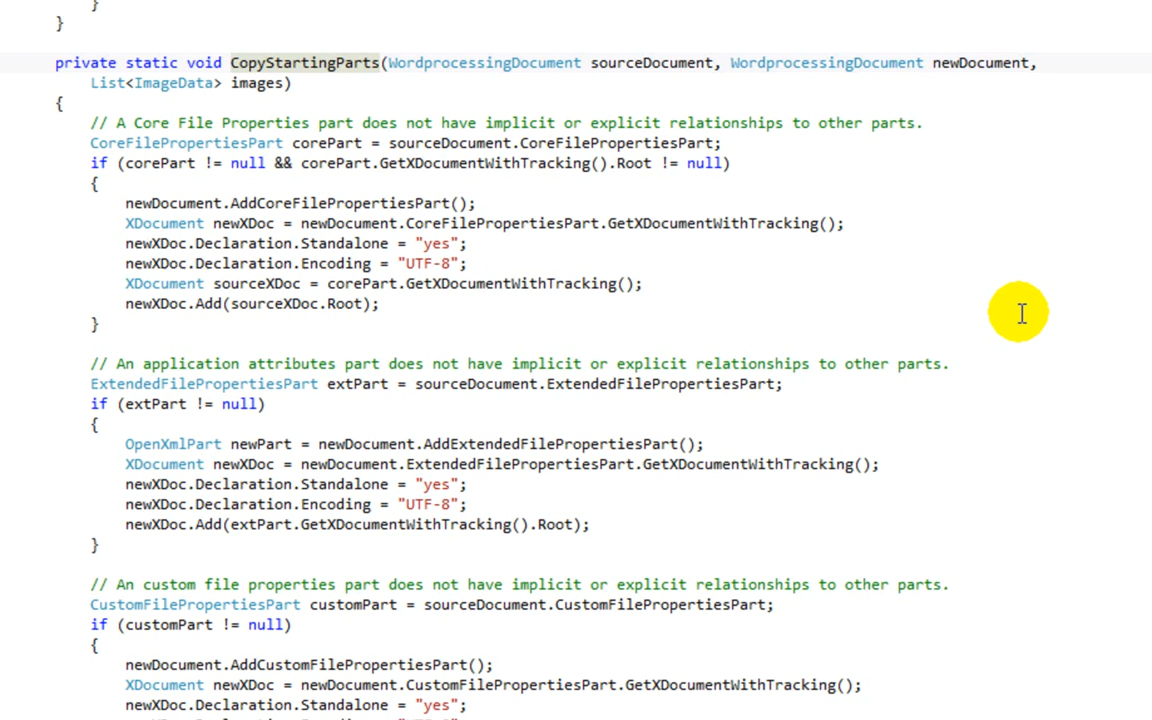 }
}
private static void CopyStartingParts(WordprocessingDocument sourceDocument, WordprocessingDocument newDocument,
List<ImageData> images)
{
// A Core File Properties part does not have implicit or explicit relationships to other parts.
CoreFilePropertiesPart corePart = sourceDocument.CoreFilePropertiesPart;
if (corePart != null && corePart.GetXDocumentWithTracking().Root != null)
{
newDocument.AddCoreFilePropertiesPart();
XDocument newXDoc = newDocument.CoreFilePropertiesPart.GetXDocumentWithTracking();
newXDoc.Declaration.Standalone = "yes";
newXDoc.Declaration.Encoding = "UTF-8";
XDocument sourceXDoc = corePart.GetXDocumentWithTracking();
newXDoc.Add(sourceXDoc.Root);
}
// An application attributes part does not have implicit or explicit relationships to other parts.
ExtendedFilePropertiesPart extPart = sourceDocument.ExtendedFilePropertiesPart;
if (extPart != null)
{
OpenXmlPart newPart = newDocument.AddExtendedFilePropertiesPart();
XDocument newXDoc = newDocument.ExtendedFilePropertiesPart.GetXDocumentWithTracking();
newXDoc.Declaration.Standalone = "yes";
newXDoc.Declaration.Encoding = "UTF-8";
newXDoc.Add(extPart.GetXDocumentWithTracking().Root);
}
// An custom file properties part does not have implicit or explicit relationships to other parts.
CustomFilePropertiesPart customPart = sourceDocument.CustomFilePropertiesPart;
if (customPart != null)
{
newDocument.AddCustomFilePropertiesPart();
XDocument newXDoc = newDocument.CustomFilePropertiesPart.GetXDocumentWithTracking();
newXDoc.Declaration.Standalone = "yes";